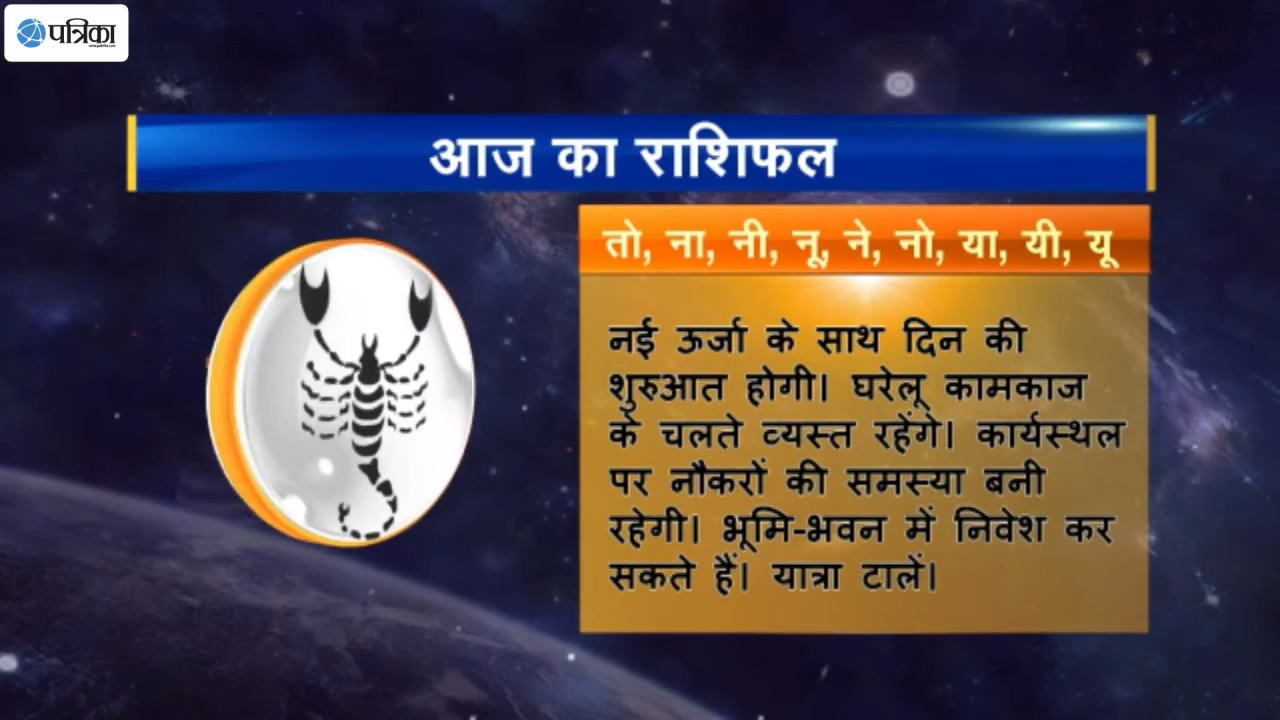 पत्रिका
आज का राशिफल
तो, ना, नी, नू, ने, नो, या, यी, यू
नई ऊर्जा के साथ दिन की
शुरुआत होगी। घरेलू कामकाज
के चलते व्यस्त रहेंगे। कार्यस्थल
पर नौकरों की समस्या बनी
रहेगी। भूमि-भवन में निवेश कर
सकते हैं। यात्रा टालें।